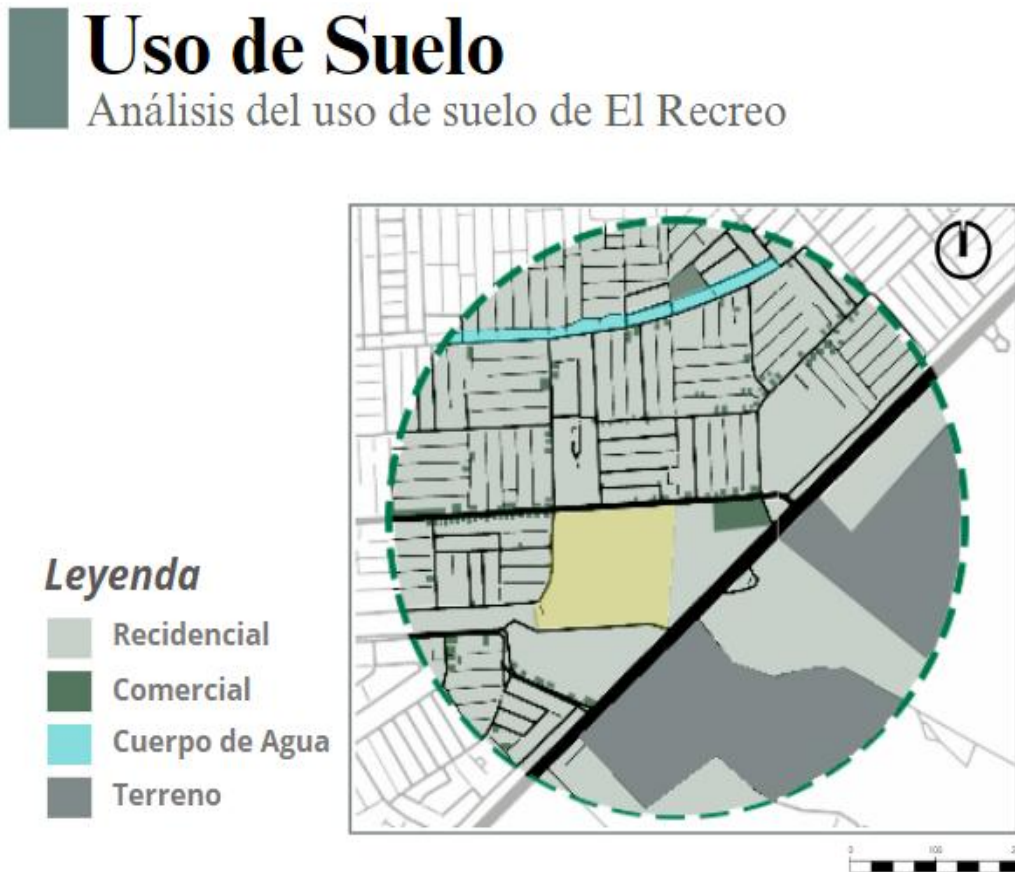 Uso de Suelo
Análisis del uso de suelo de El Recreo
Leyenda
Recidencial
Comercial
Cuerpo de Agua
Terreno
0 100